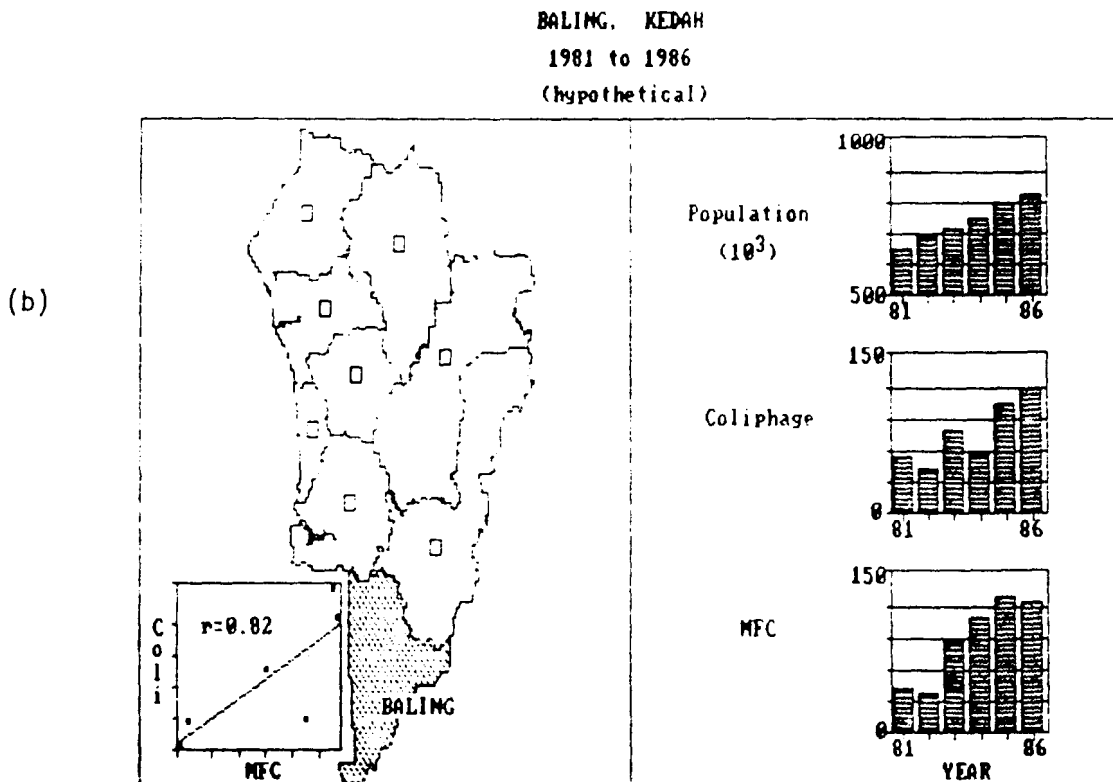 BALING, KEDAH
1981 to 1986
(hypothetical)
(b)
1000
Population
(10³)
500
81
86
150
Coliphage
0
81
86
150
MFC
0
81
86
YEAR
r=0.82
Coli
MFC
BALING